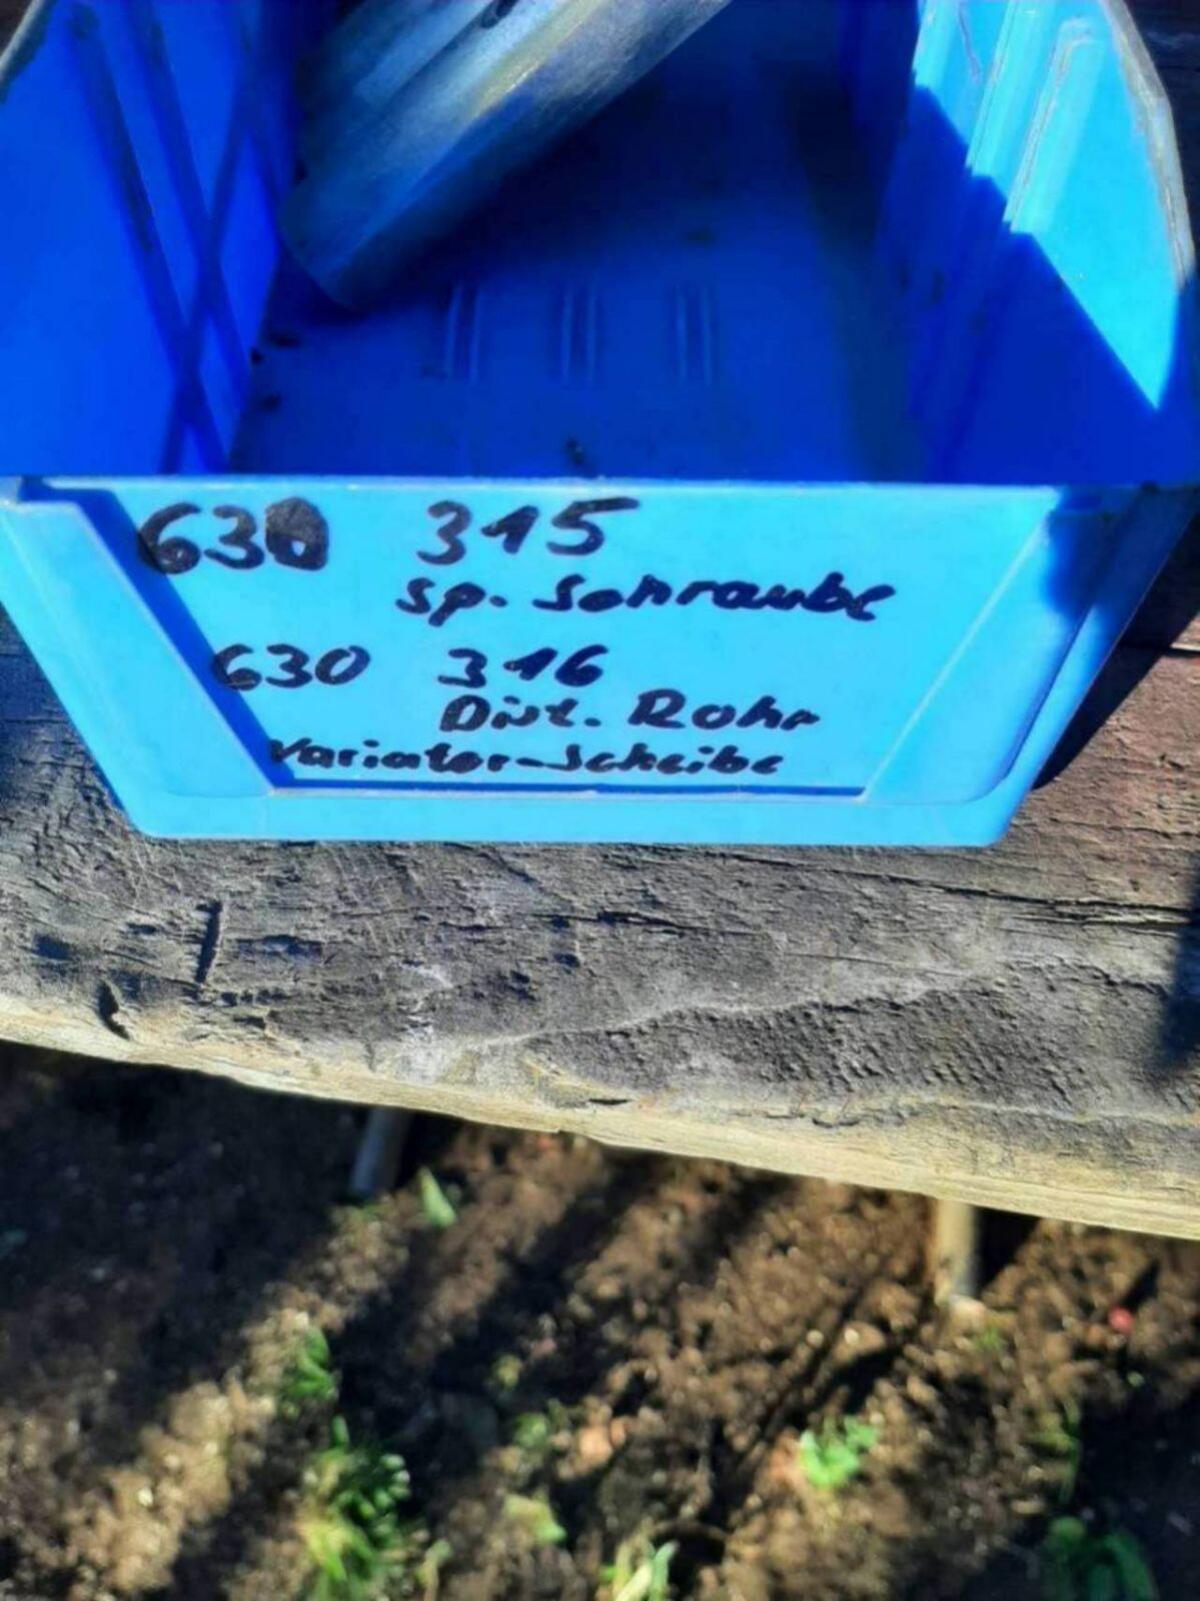 630 315
Sp. Schraube
630 316
Dist. Rohr
Variator-Scheibe